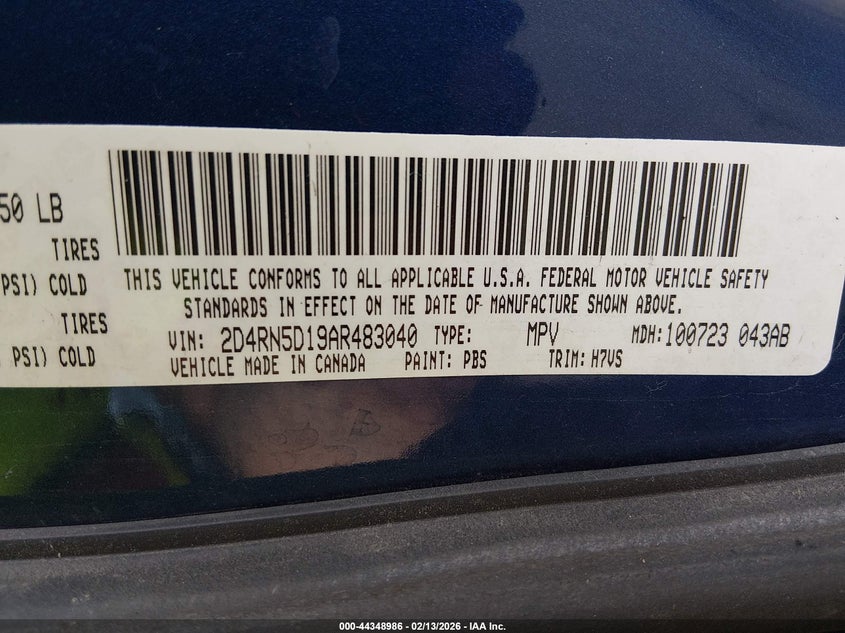 50 LB
TIRES
PSI) COLD
TIRES
PSI) COLD
THIS VEHICLE CONFORMS TO ALL APPLICABLE U.S.A. FEDERAL MOTOR VEHICLE SAFETY
STANDARDS IN EFFECT ON THE DATE OF MANUFACTURE SHOWN ABOVE.
VIN: 2D4RN5D19AR483040 TYPE: MPV MDH:100723 043AB
VEHICLE MADE IN CANADA PAINT: PBS TRIM: H7VS
000-44348986 - 02/13/2026 - IAA Inc.